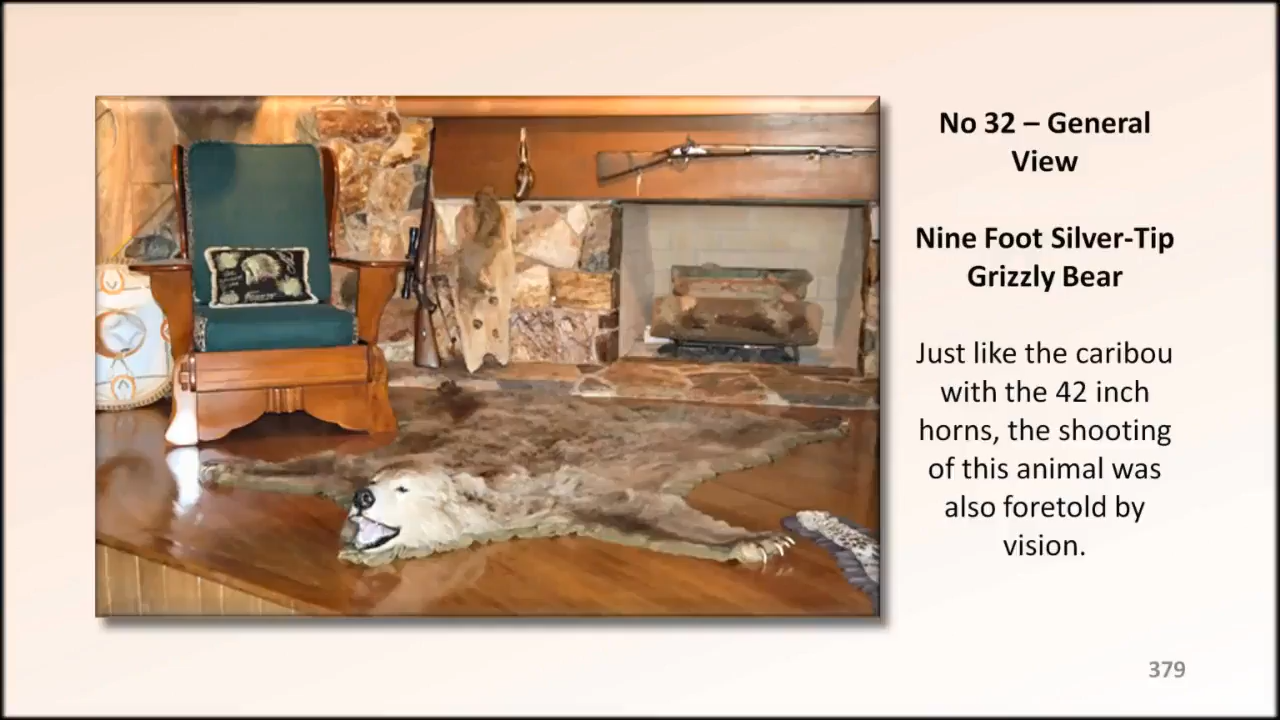 No 32 – General
View
Nine Foot Silver-Tip
Grizzly Bear
Just like the caribou
with the 42 inch
horns, the shooting
of this animal was
also foretold by
vision.
379